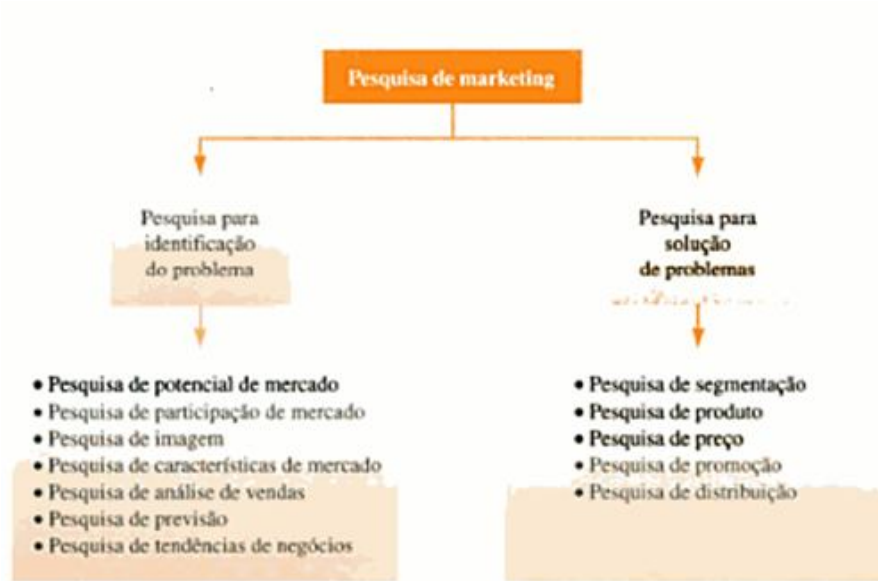 Pesquisa de marketing
Pesquisa para
identificação
do problema
Pesquisa para
solução
de problemas
• Pesquisa de potencial de mercado
• Pesquisa de participação de mercado
• Pesquisa de imagem
• Pesquisa de características de mercado
• Pesquisa de análise de vendas
• Pesquisa de previsão
• Pesquisa de tendências de negócios
• Pesquisa de segmentação
• Pesquisa de produto
• Pesquisa de preço
• Pesquisa de promoção
• Pesquisa de distribuição